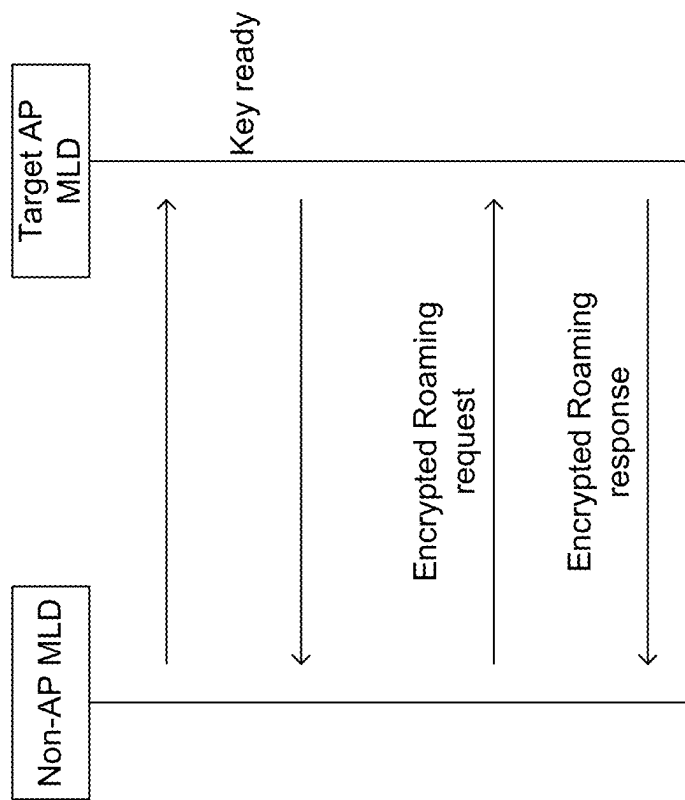 Non-AP MLD
Target AP
MLD
Key ready
Encrypted Roaming
request
Encrypted Roaming
response